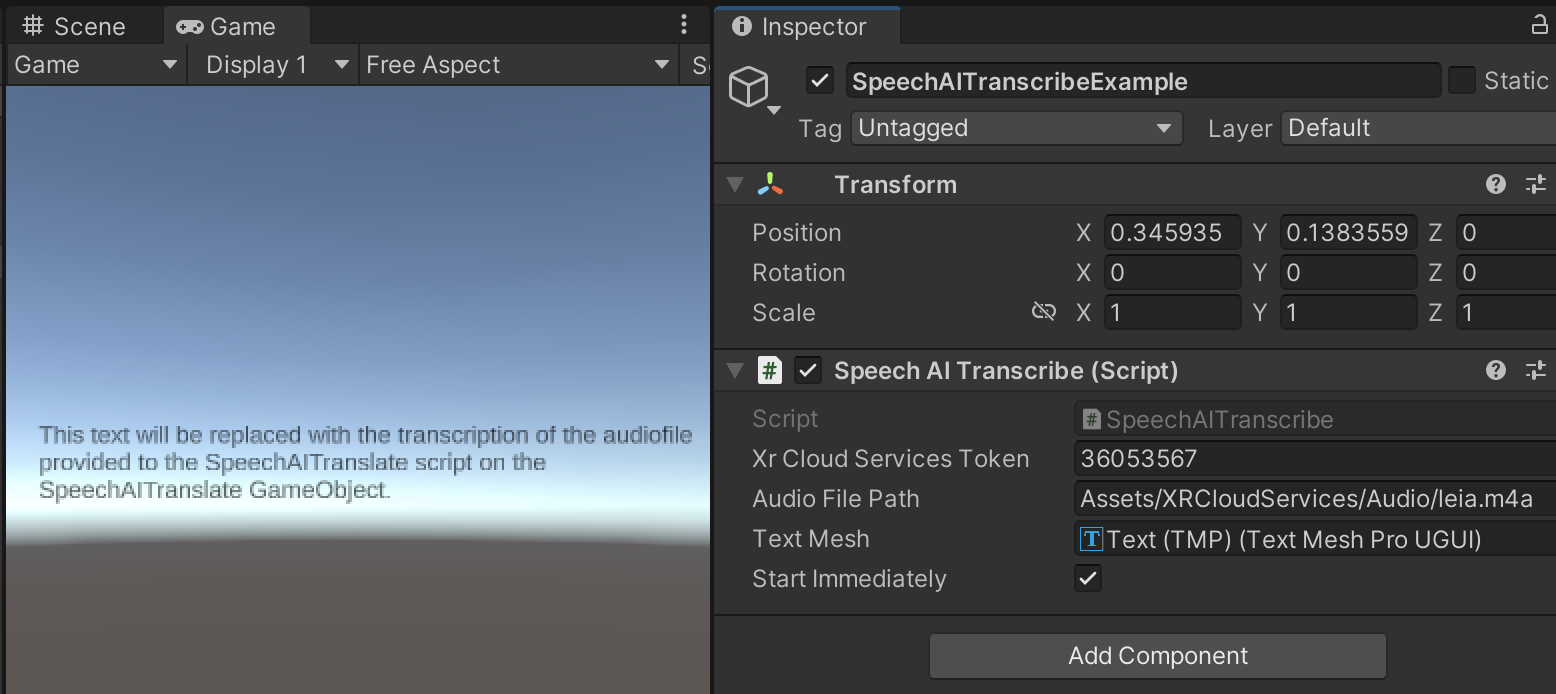 Scene Game
Game Display 1 Free Aspect
This text will be replaced with the transcription of the audiofile
provided to the SpeechAITranslate script on the
SpeechAITranslate GameObject.
Inspector
SpeechAITranscribeExample Static
Tag Untagged Layer Default
Transform
Position X 0.345935 Y 0.1383559 Z 0
Rotation X 0 Y 0 Z 0
Scale X 1 Y 1 Z 1
# Speech AI Transcribe (Script)
Script # SpeechAITranscribe
Xr Cloud Services Token 36053567
Audio File Path Assets/XRCloudServices/Audio/leia.m4a
Text Mesh Text (TMP) (Text Mesh Pro UGUI)
Start Immediately
Add Component